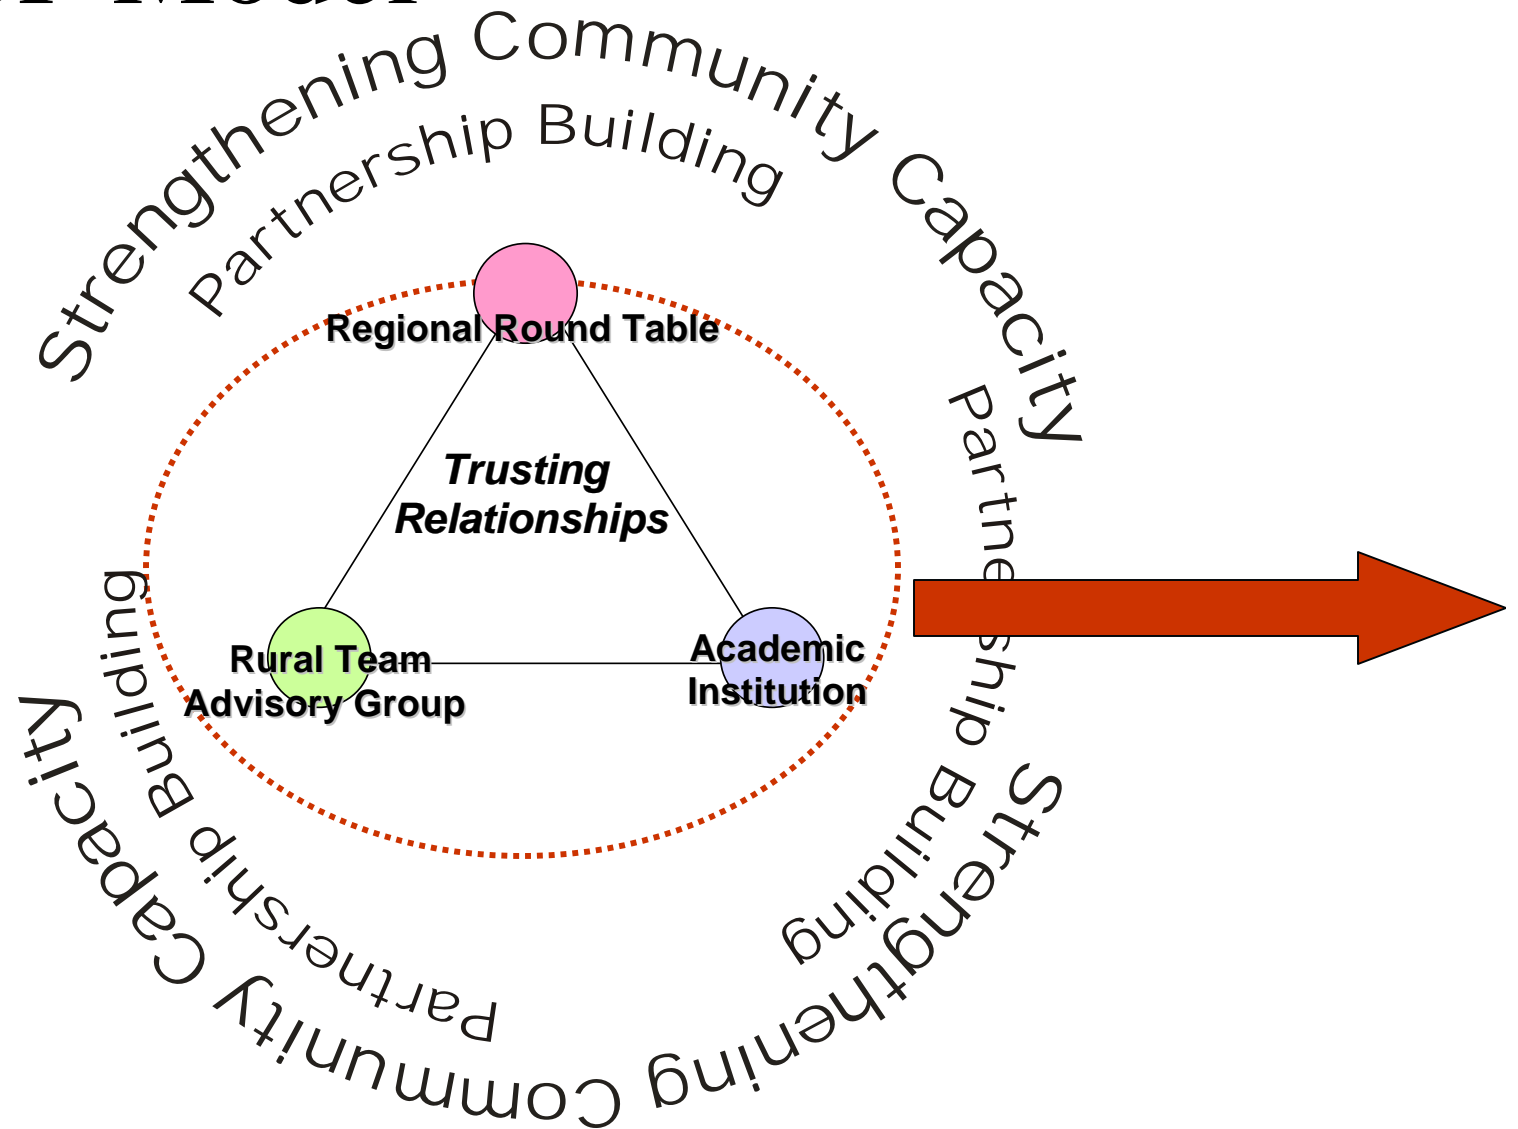 Model
Strengthening Community Capacity
Partnership Building
Regional Round Table
Trusting
Relationships
Rural Team
Advisory Group
Academic
Institution
Partnership Building
Strengthening Community Capacity
Partnership Building